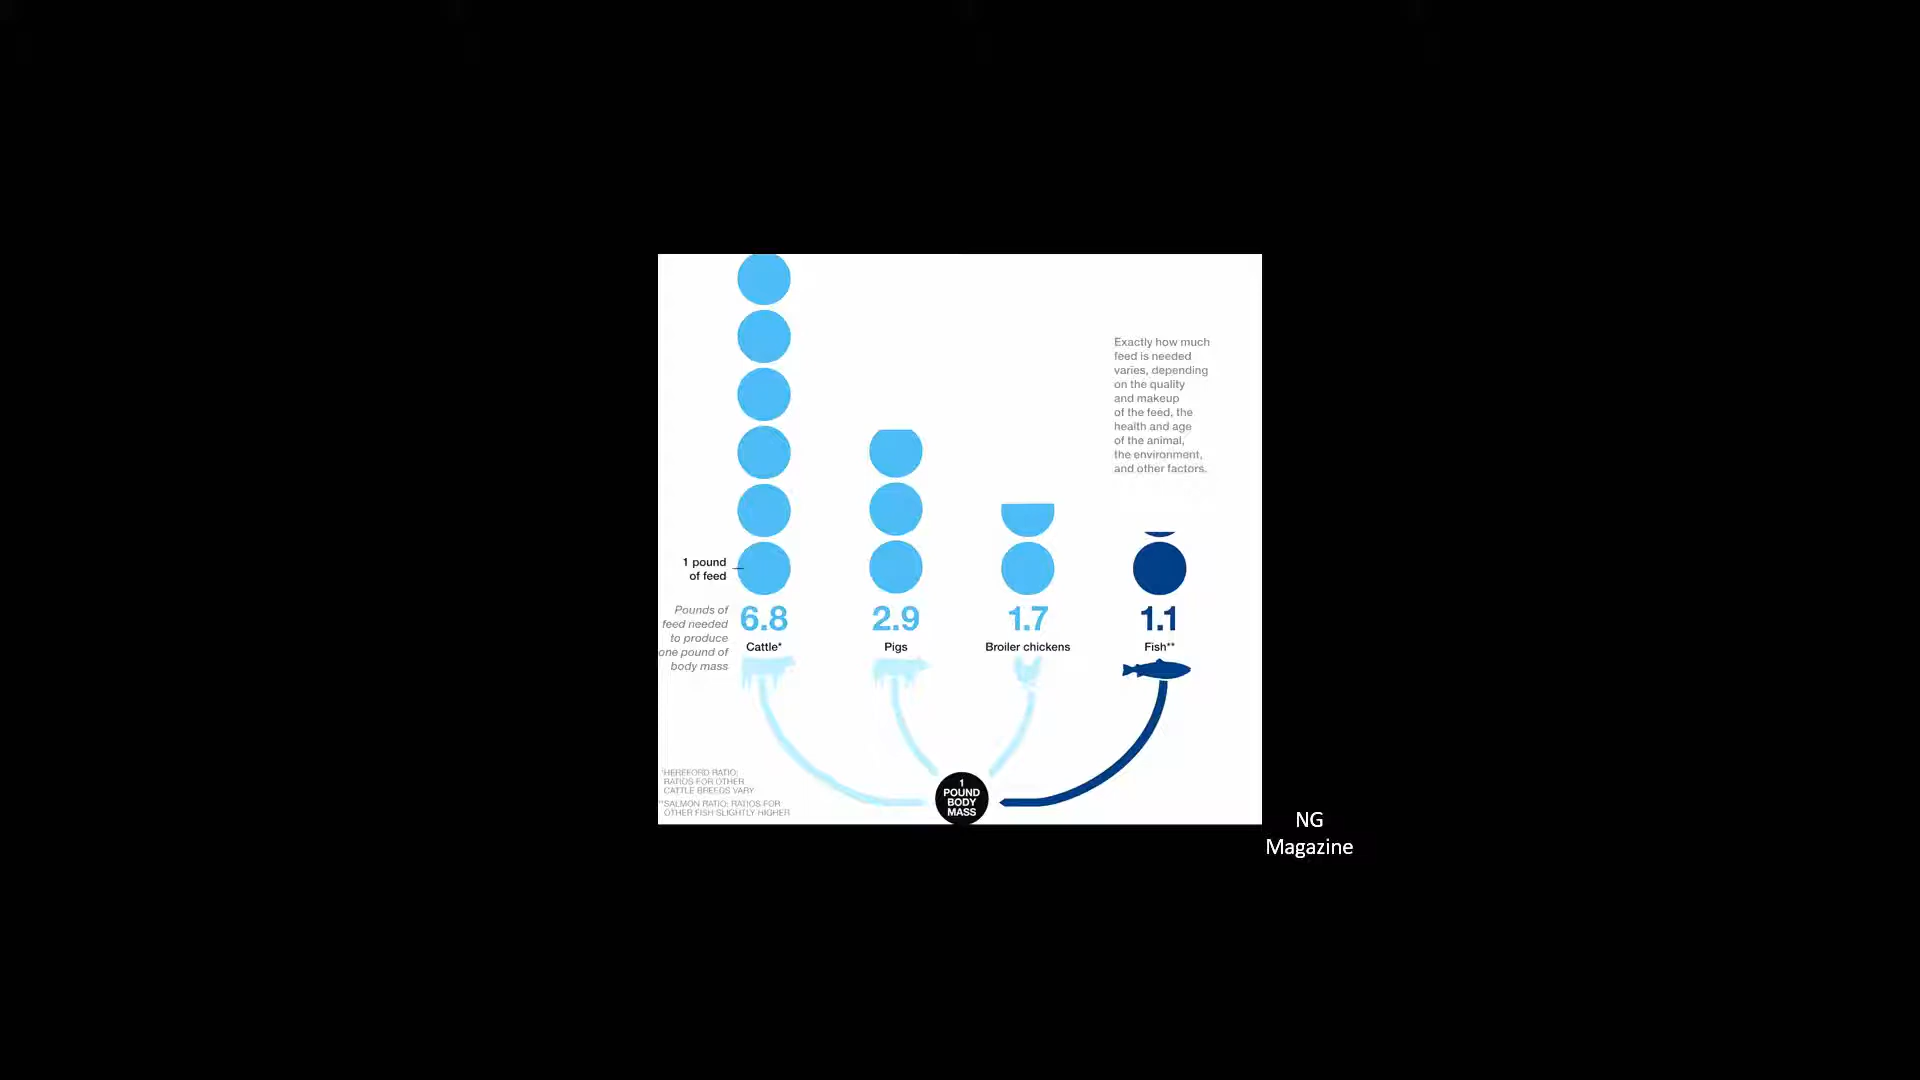 Exactly how much
feed is needed
varies, depending
on the quality
and makeup
of the feed, the
health and age
of the animal,
the environment,
and other factors.
1 pound
of feed
Pounds of
feed needed
to produce
one pound of
body mass
6.8
Cattle*
2.9
Pigs
1.7
Broiler chickens
1.1
Fish**
1
POUND
BODY
MASS
*HEREFORD RATIO;
RATIOS FOR OTHER
CATTLE BREEDS VARY
**SALMON RATIO; RATIOS FOR
OTHER FISH SLIGHTLY HIGHER
NG
Magazine